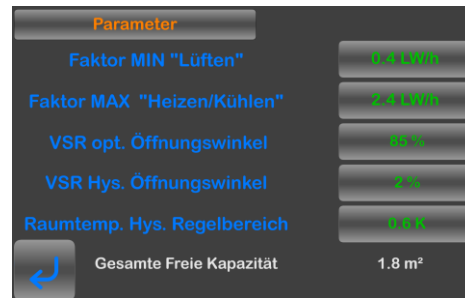 Parameter
Faktor MIN "Lüften" 0.4 LW/h
Faktor MAX "Heizen/Kühlen" 2.4 LW/h
VSR opt. Öffnungswinkel 85 %
VSR Hys. Öffnungswinkel 2 %
Raumtemp. Hys. Regelbereich 0.6 K
Gesamte Freie Kapazität 1.8 m²